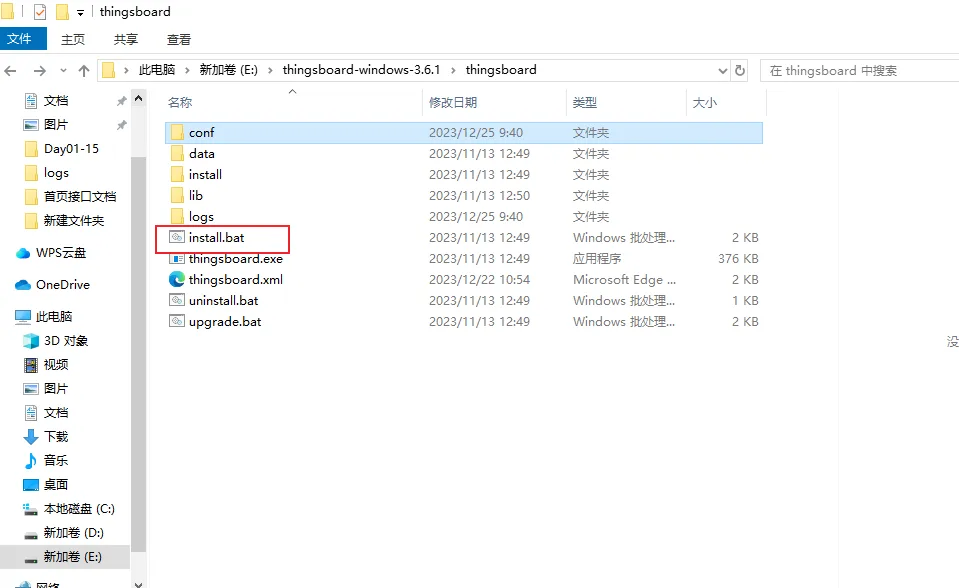 thingsboard
文件 主页 共享 查看
此电脑 新加卷 (E:) thingsboard-windows-3.6.1 thingsboard 在 thingsboard 中搜索
文档
图片
Day01-15
logs
首页接口文档
新建文件夹
WPS云盘
OneDrive
此电脑
3D 对象
视频
图片
文档
下载
音乐
桌面
本地磁盘 (C:)
新加卷 (D:)
新加卷 (E:)
网络
名称 修改日期 类型 大小
conf 2023/12/25 9:40 文件夹
data 2023/11/13 12:49 文件夹
install 2023/11/13 12:49 文件夹
lib 2023/11/13 12:50 文件夹
logs 2023/12/25 9:40 文件夹
install.bat 2023/11/13 12:49 Windows 批处理... 2 KB
thingsboard.exe 2023/11/13 12:49 应用程序 376 KB
thingsboard.xml 2023/12/22 10:54 Microsoft Edge ... 2 KB
uninstall.bat 2023/11/13 12:49 Windows 批处理... 1 KB
upgrade.bat 2023/11/13 12:49 Windows 批处理... 2 KB
没